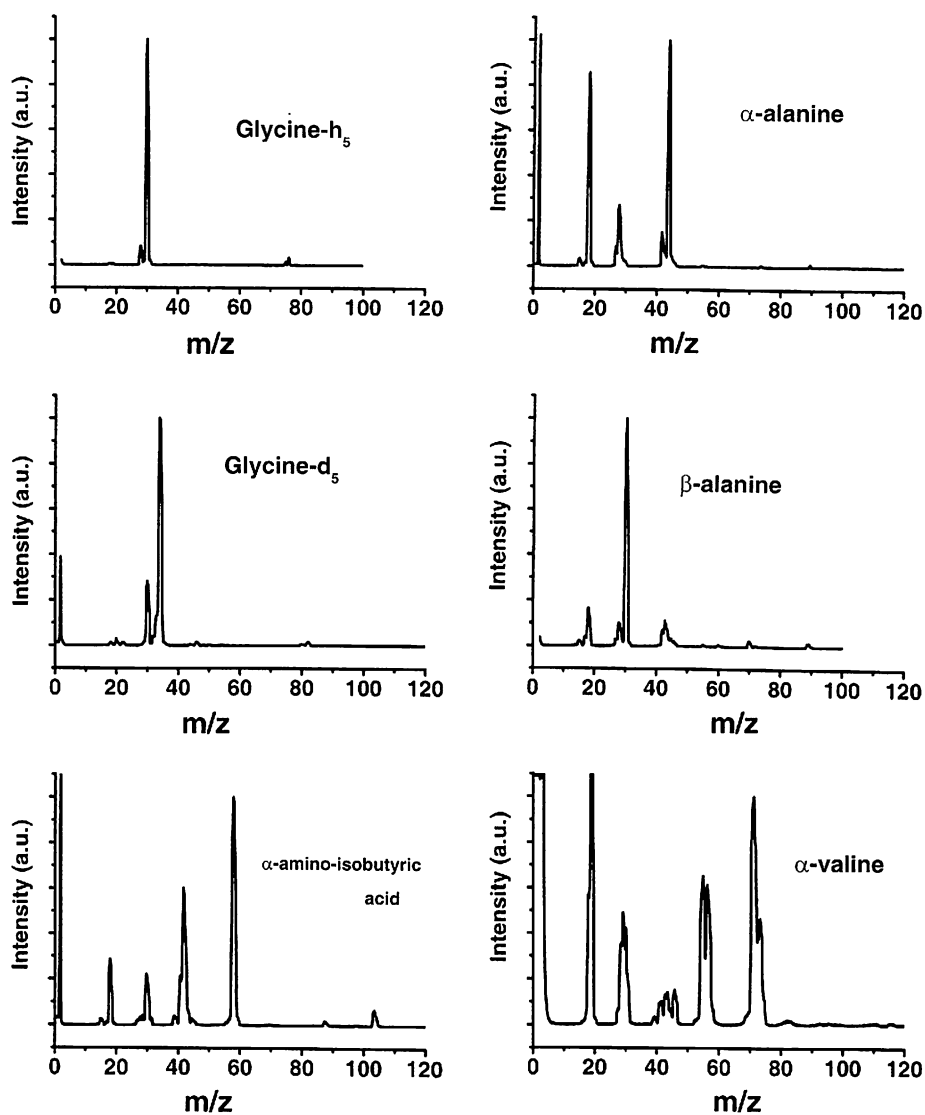 Intensity (a.u.)
Glycine-h5
0 20 40 60 80 100 120
m/z
Intensity (a.u.)
α-alanine
0 20 40 60 80 100 120
m/z
Intensity (a.u.)
Glycine-d5
0 20 40 60 80 100 120
m/z
Intensity (a.u.)
β-alanine
0 20 40 60 80 100 120
m/z
Intensity (a.u.)
α-amino-isobutyric
acid
0 20 40 60 80 100 120
m/z
Intensity (a.u.)
α-valine
0 20 40 60 80 100 120
m/z